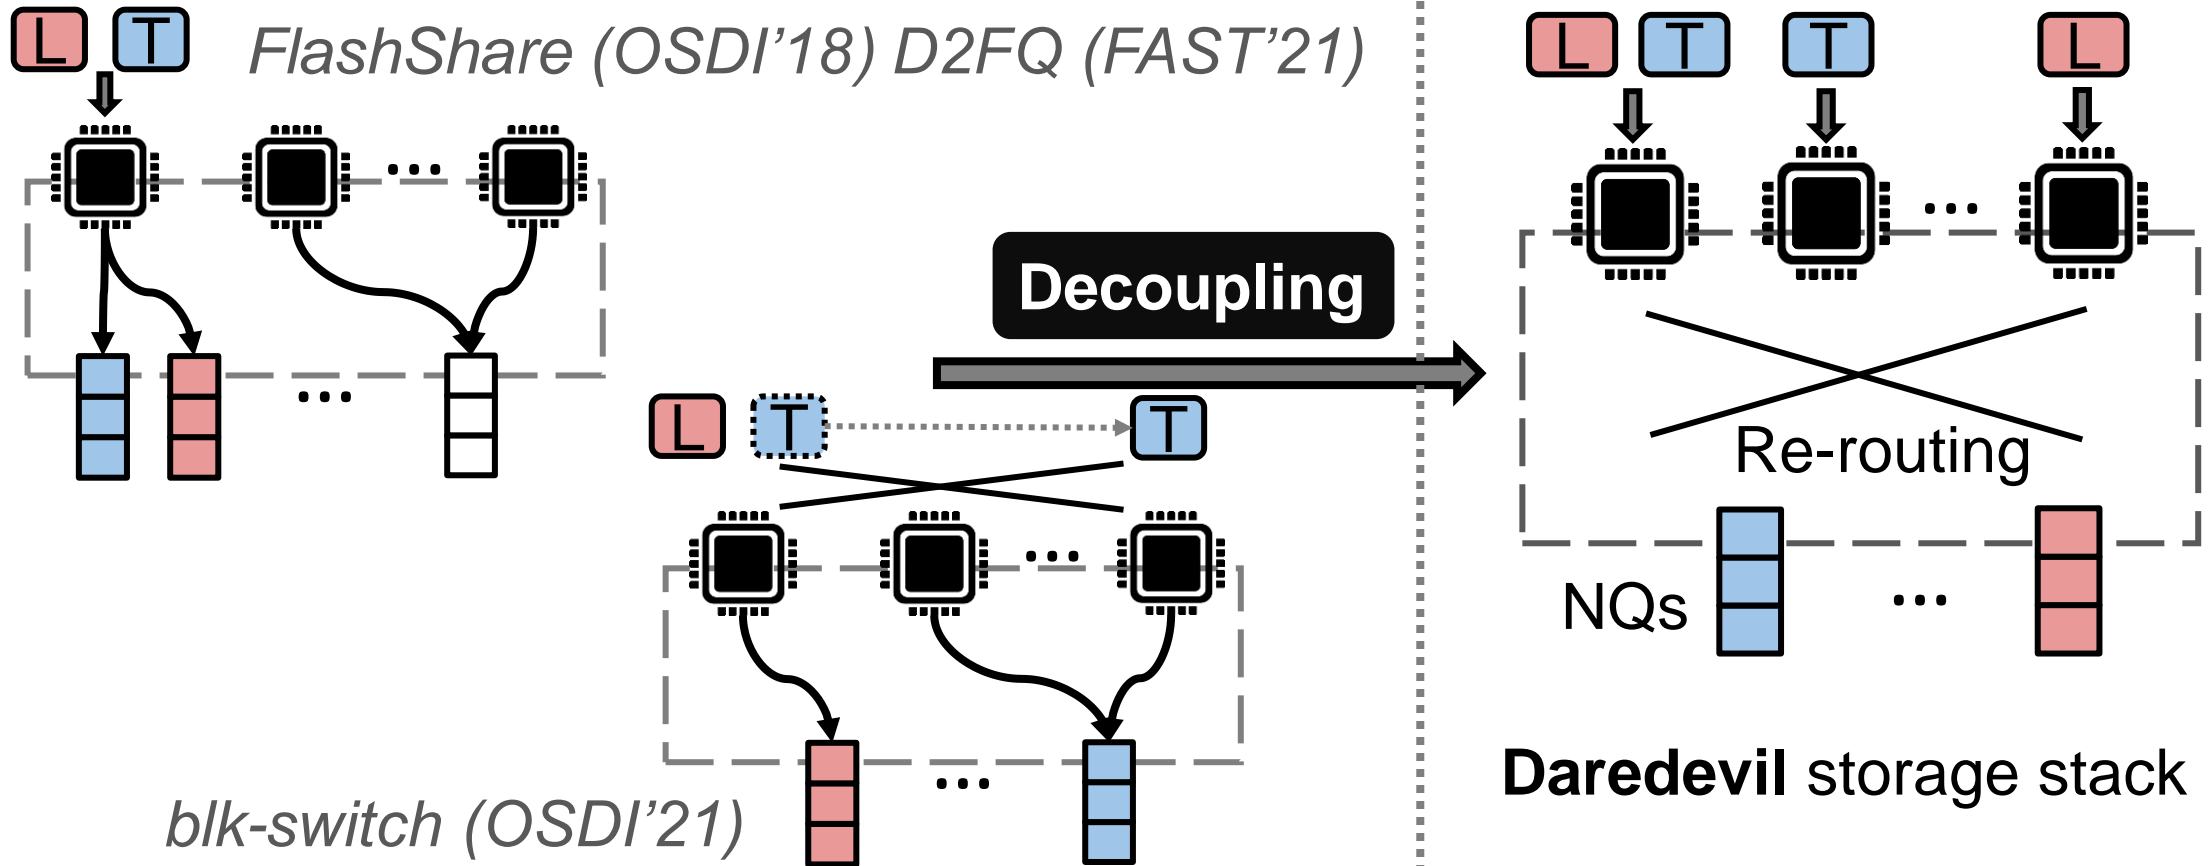 L T
FlashShare (OSDI’18) D2FQ (FAST’21)
...
...
Decoupling
L T T
...
...
blk-switch (OSDI’21)
L T T L
...
Re-routing
NQs
...
Daredevil storage stack